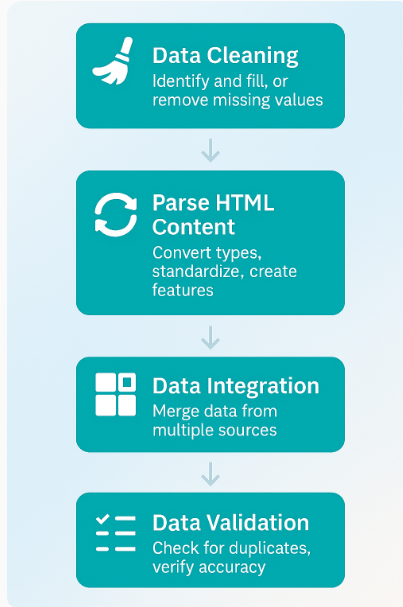 Data Cleaning
Identify and fill, or
remove missing values
Parse HTML
Content
Convert types,
standardize, create
features
Data Integration
Merge data from
multiple sources
Data Validation
Check for duplicates,
verify accuracy